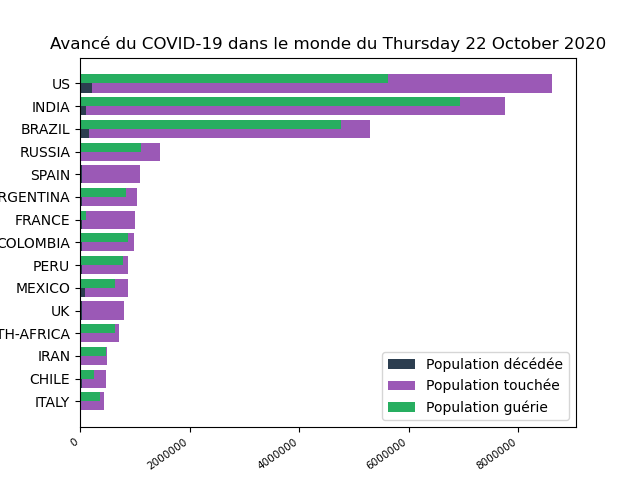 Avancé du COVID-19 dans le monde du Thursday 22 October 2020
US
INDIA
BRAZIL
RUSSIA
SPAIN
RGENTINA
FRANCE
COLOMBIA
PERU
MEXICO
UK
TH-AFRICA
IRAN
CHILE
ITALY
Population décédée
Population touchée
Population guérie
0
2000000
4000000
6000000
8000000